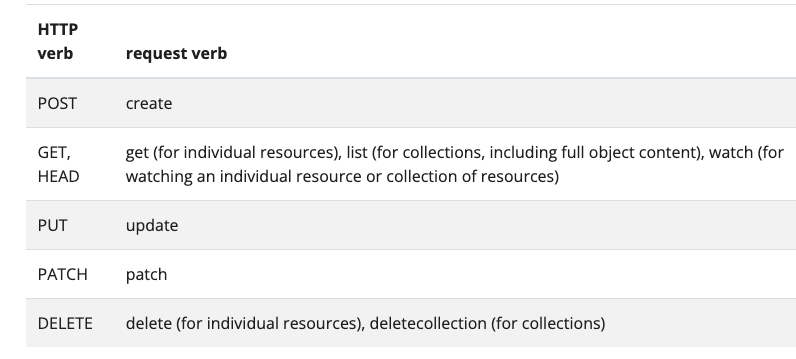 HTTP
verb request verb
POST create
GET, get (for individual resources), list (for collections, including full object content), watch (for
HEAD watching an individual resource or collection of resources)
PUT update
PATCH patch
DELETE delete (for individual resources), deletecollection (for collections)